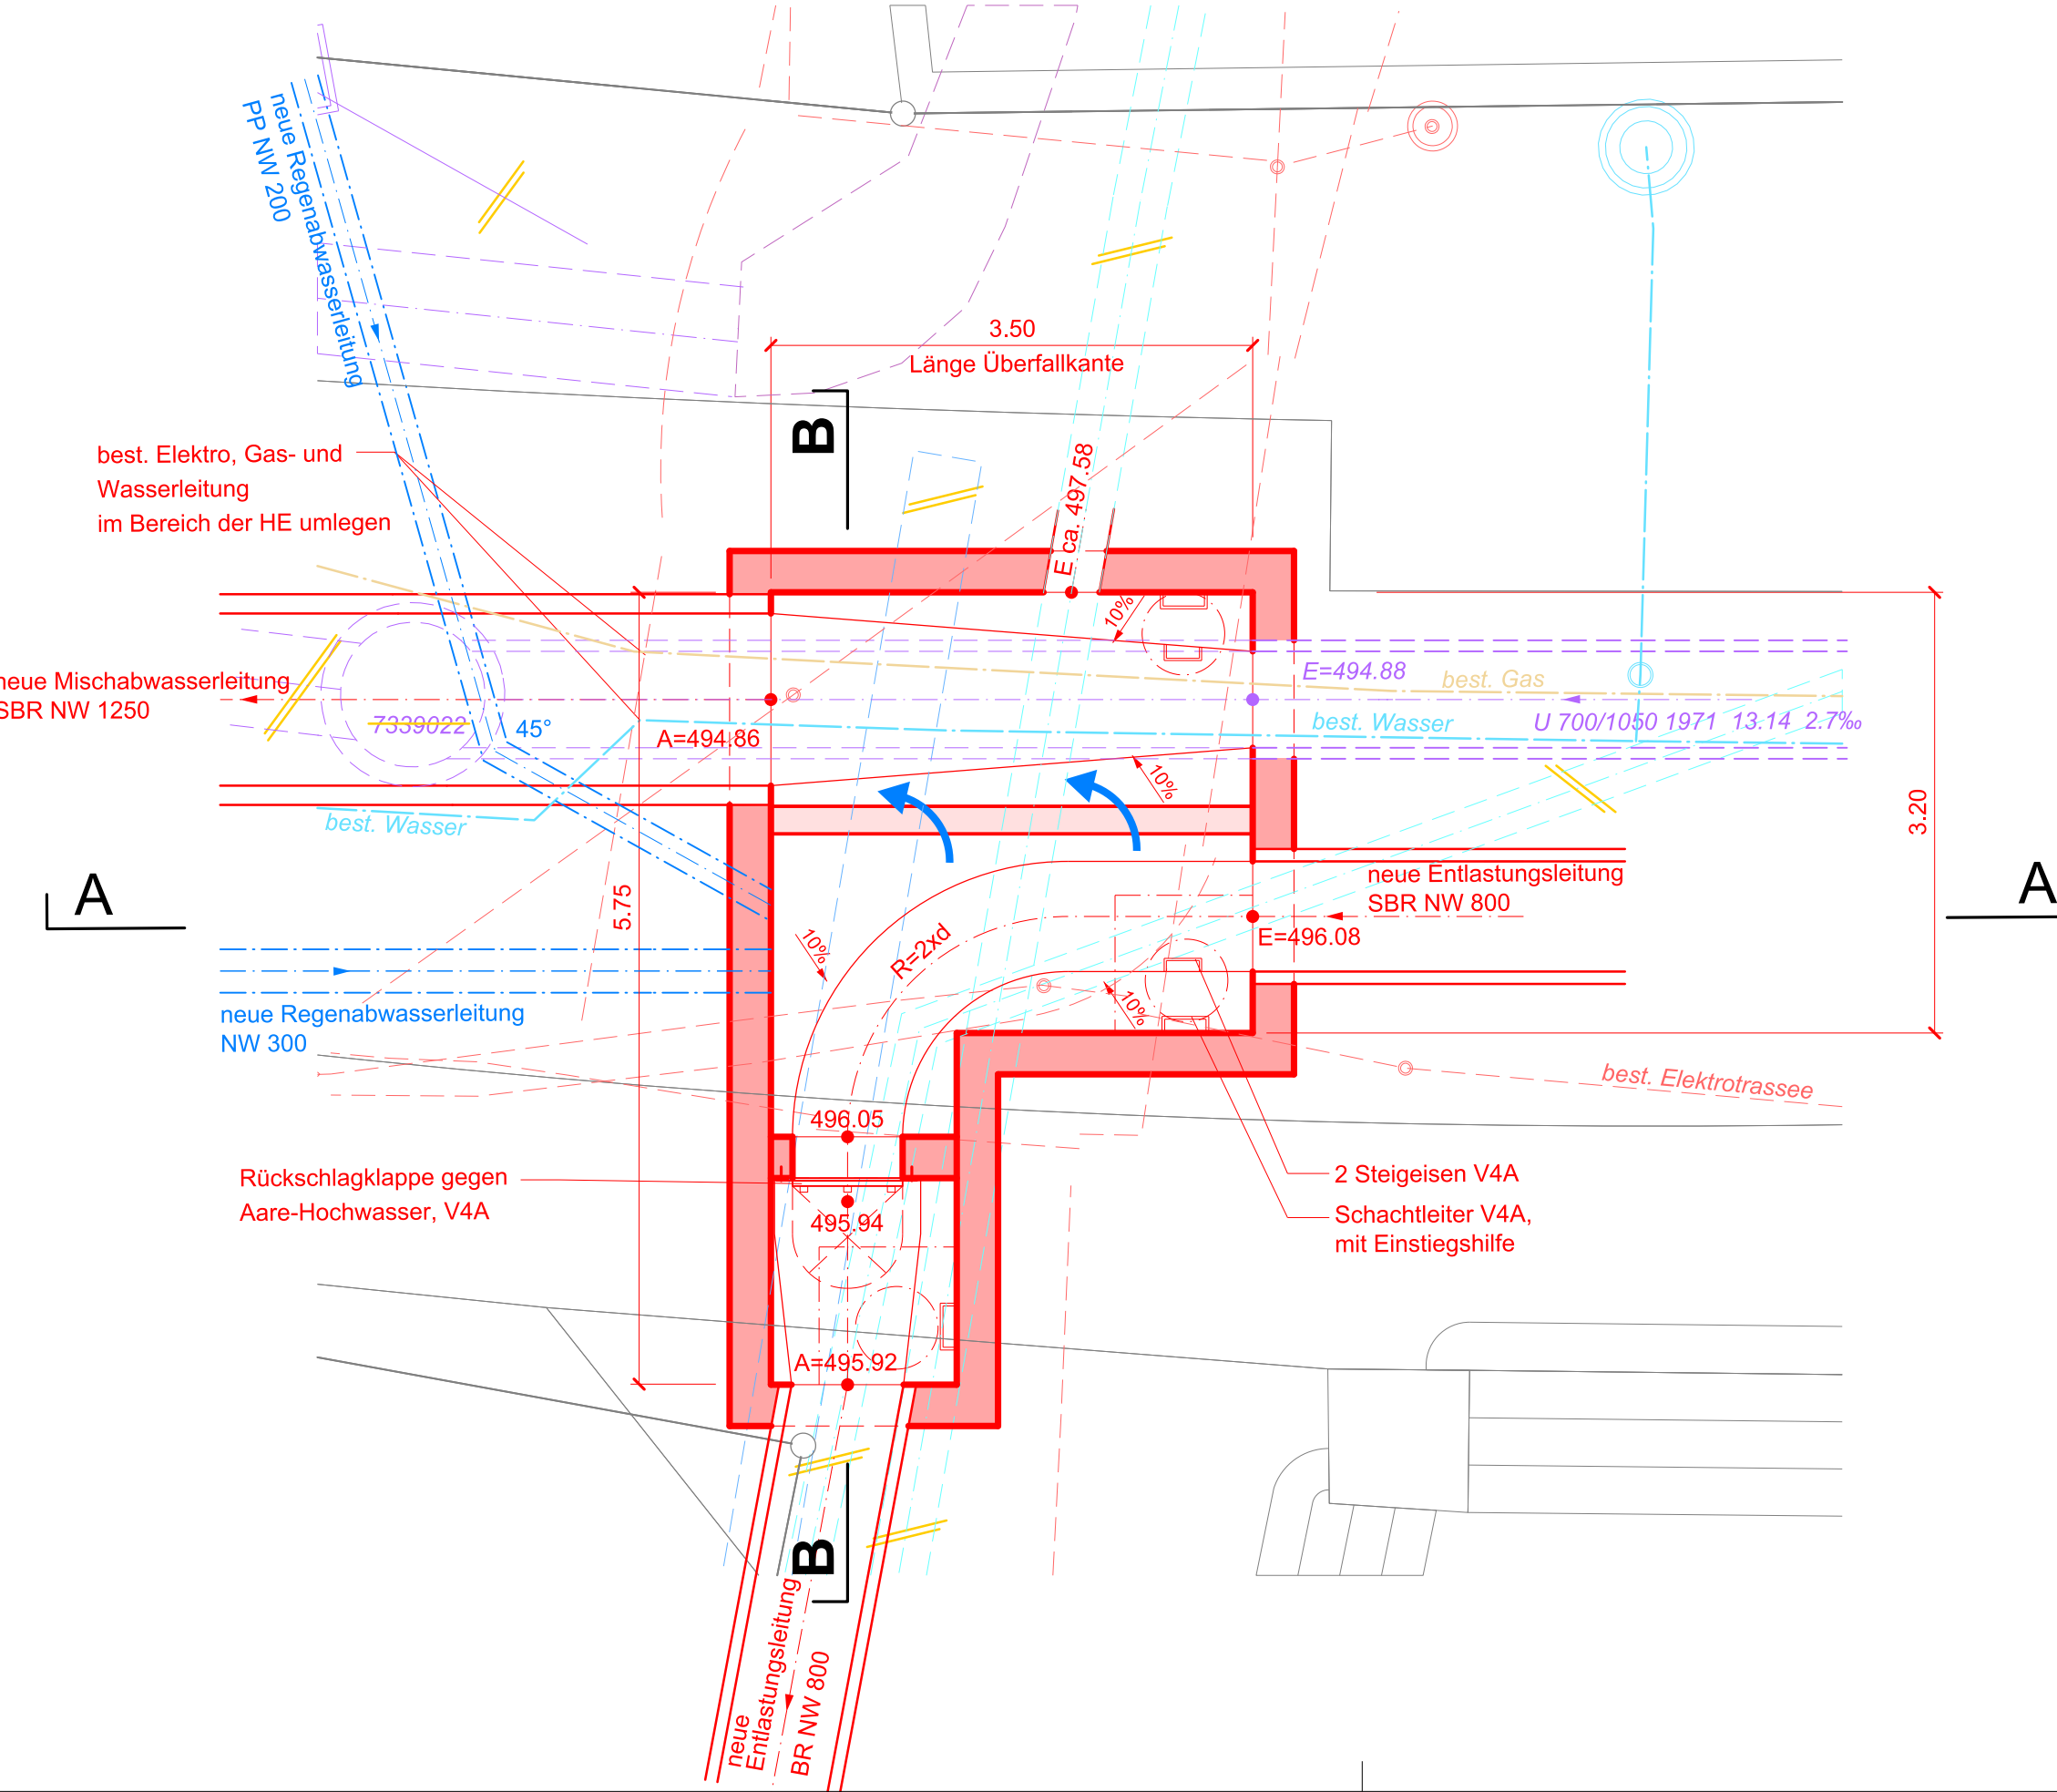 neue Regenabwasserleitung
PP NW 200
3.50
Länge Überfallkante
B
E ca. 497.58
best. Elektro, Gas- und
Wasserleitung
im Bereich der HE umlegen
10%
neue Mischabwasserleitung
SBR NW 1250
7339022
45°
A=494.86
E=494.88
best. Gas
best. Wasser
U 700/1050 1971 13.14 2.7‰
10%
best. Wasser
3.20
A
5.75
neue Entlastungsleitung
SBR NW 800
A
10%
R=2xd
E=496.08
10%
neue Regenabwasserleitung
NW 300
best. Elektrotrassee
496.05
Rückschlagklappe gegen
Aare-Hochwasser, V4A
495.94
2 Steigeisen V4A
Schachtleiter V4A,
mit Einstiegshilfe
A=495.92
B
neue
Entlastungsleitung
BR NW 800